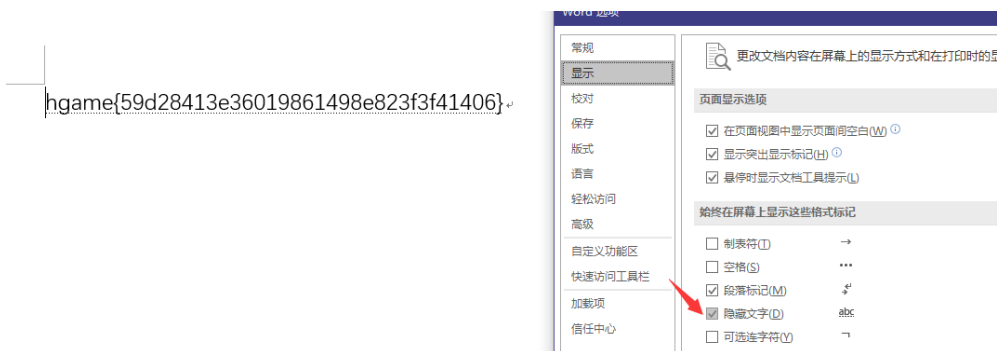 Word 选项
hgame{59d28413e36019861498e823f3f41406}↵
常规
显示
校对
保存
版式
语言
轻松访问
高级
自定义功能区
快速访问工具栏
加载项
信任中心
更改文档内容在屏幕上的显示方式和在打印时的显
页面显示选项
在页面视图中显示页面间空白(W)
显示突出显示标记(H)
悬停时显示文档工具提示(L)
始终在屏幕上显示这些格式标记
制表符(T) →
空格(S) •••
段落标记(M) ↵
隐藏文字(D) abc
可选连字符(Y) ¬